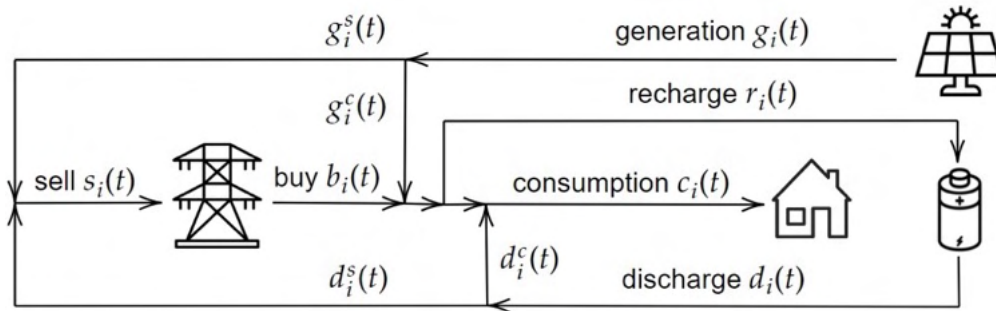 g_i^s(t)
generation g_i(t)
g_i^c(t)
recharge r_i(t)
sell s_i(t)
buy b_i(t)
consumption c_i(t)
+
d_i^s(t)
d_i^c(t)
discharge d_i(t)